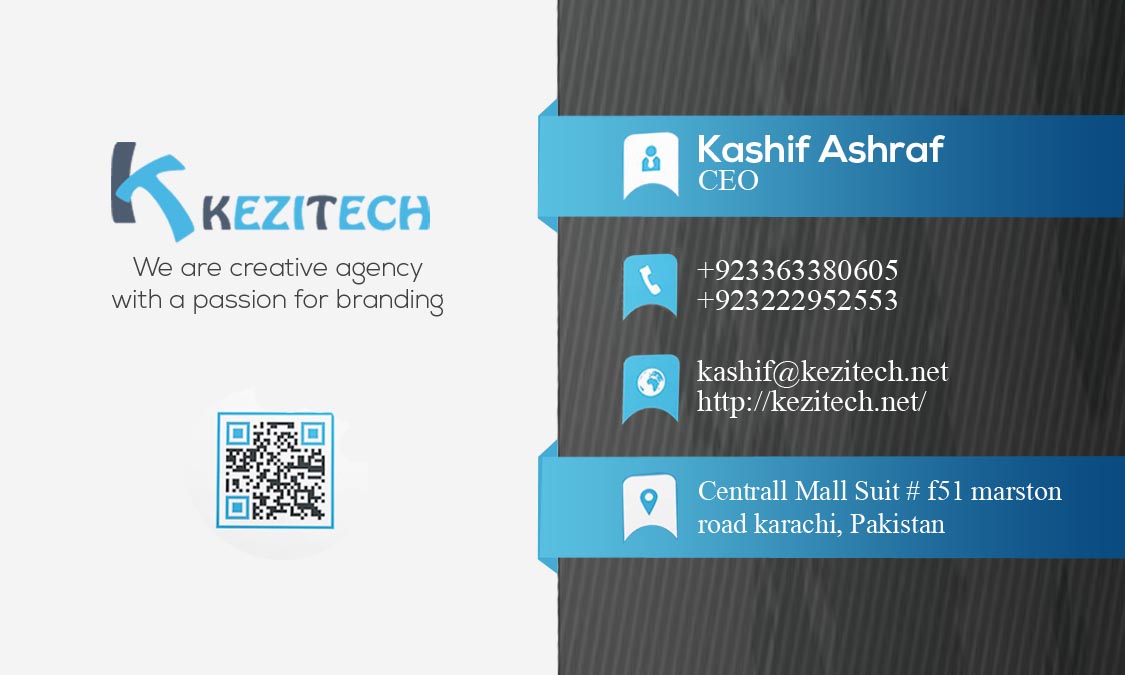 KEZITECH
We are creative agency
with a passion for branding
Kashif Ashraf
CEO
+923363380605
+923222952553
kashif@kezitech.net
http://kezitech.net/
Centrall Mall Suit # f51 marston
road karachi, Pakistan